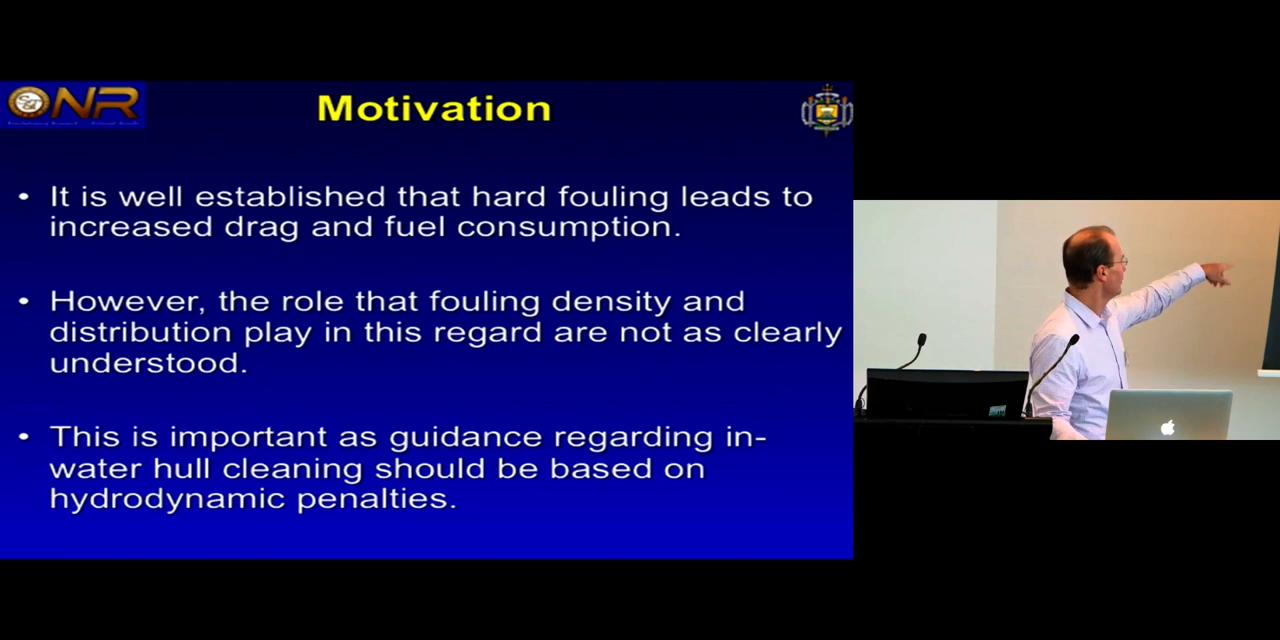 ONR
Motivation
• It is well established that hard fouling leads to
increased drag and fuel consumption.
• However, the role that fouling density and
distribution play in this regard are not as clearly
understood.
• This is important as guidance regarding in-
water hull cleaning should be based on
hydrodynamic penalties.